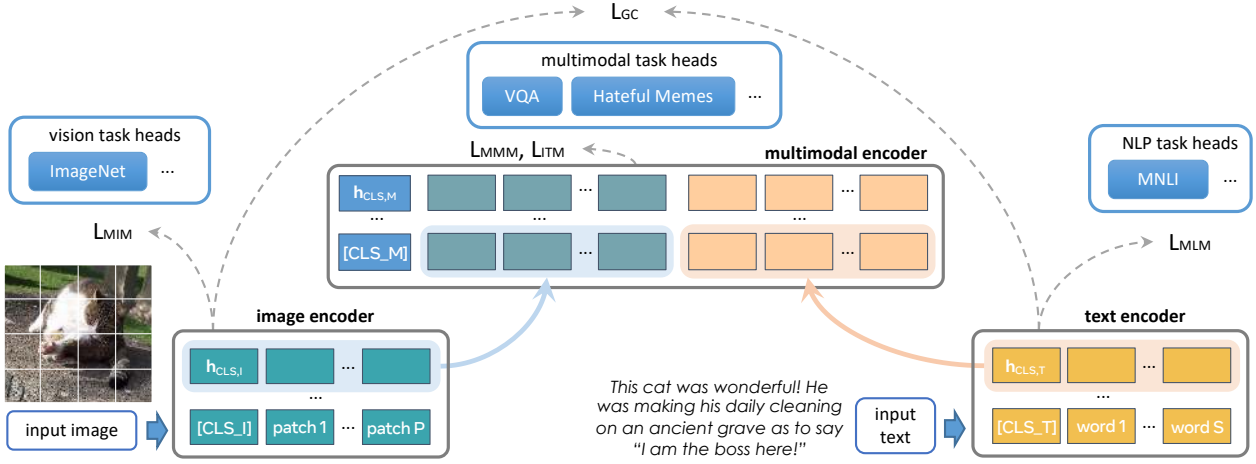 LGC
multimodal task heads
VQA
Hateful Memes
...
vision task heads
ImageNet
...
NLP task heads
MNLI
...
LMMM, LITM
multimodal encoder
hCLS,M
...
...
...
...
...
[CLS_M]
...
...
LMIM
LMLM
image encoder
hCLS,I
...
...
[CLS_I]
patch 1
...
patch P
input image
text encoder
hCLS,T
...
...
[CLS_T]
word 1
...
word S
input
text
This cat was wonderful! He
was making his daily cleaning
on an ancient grave as to say
“I am the boss here!”